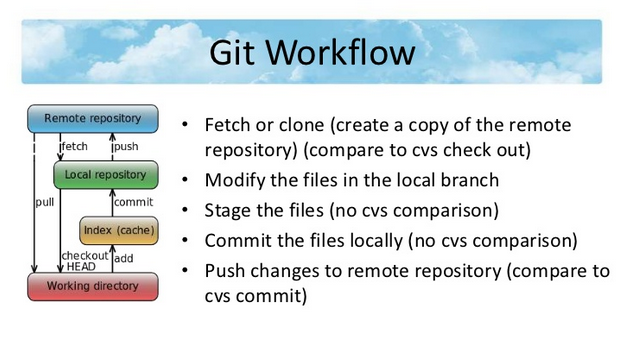 Git Workflow
Remote repository
fetch
push
Local repository
pull
commit
Index (cache)
checkout
HEAD
add
Working directory
• Fetch or clone (create a copy of the remote
repository) (compare to cvs check out)
• Modify the files in the local branch
• Stage the files (no cvs comparison)
• Commit the files locally (no cvs comparison)
• Push changes to remote repository (compare to
cvs commit)